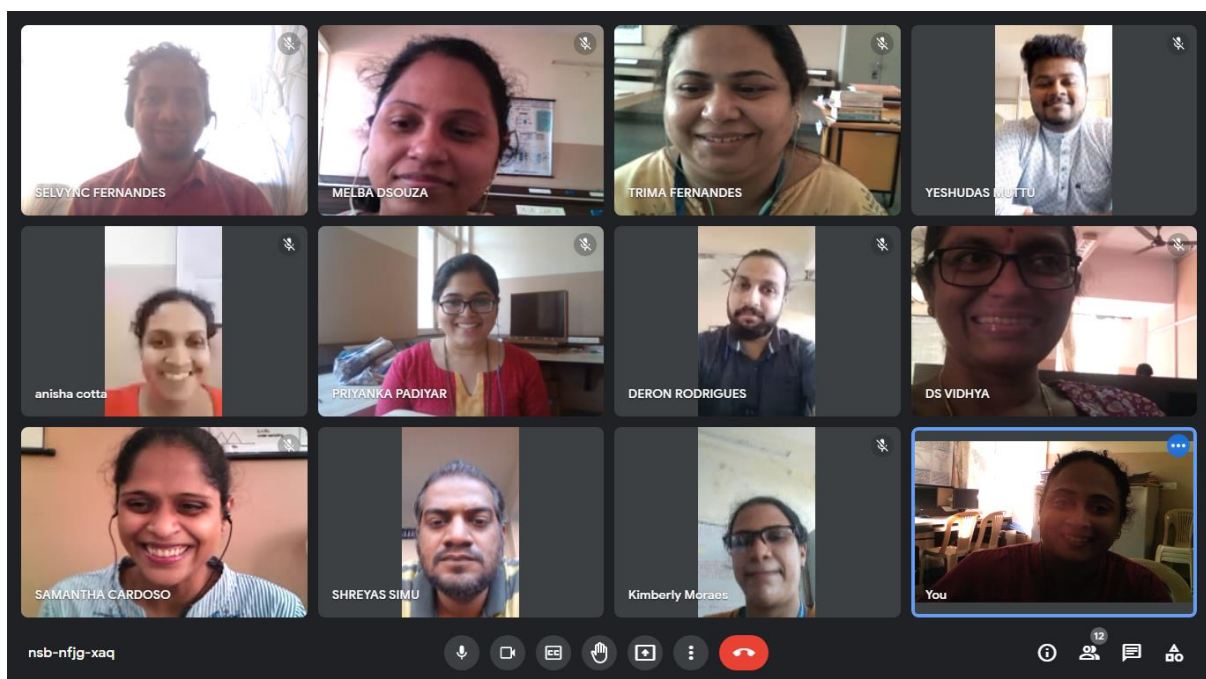 SELVYNC FERNANDES
MELBA DSOUZA
TRIMA FERNANDES
YESHUDAS MUTTU
anisha cotta
PRIYANKA PADIYAR
DERON RODRIGUES
DS VIDHYA
SAMANTHA CARDOSO
SHREYAS SIMU
Kimberly Moraes
You
nsb-nfjg-xaq
CC
12